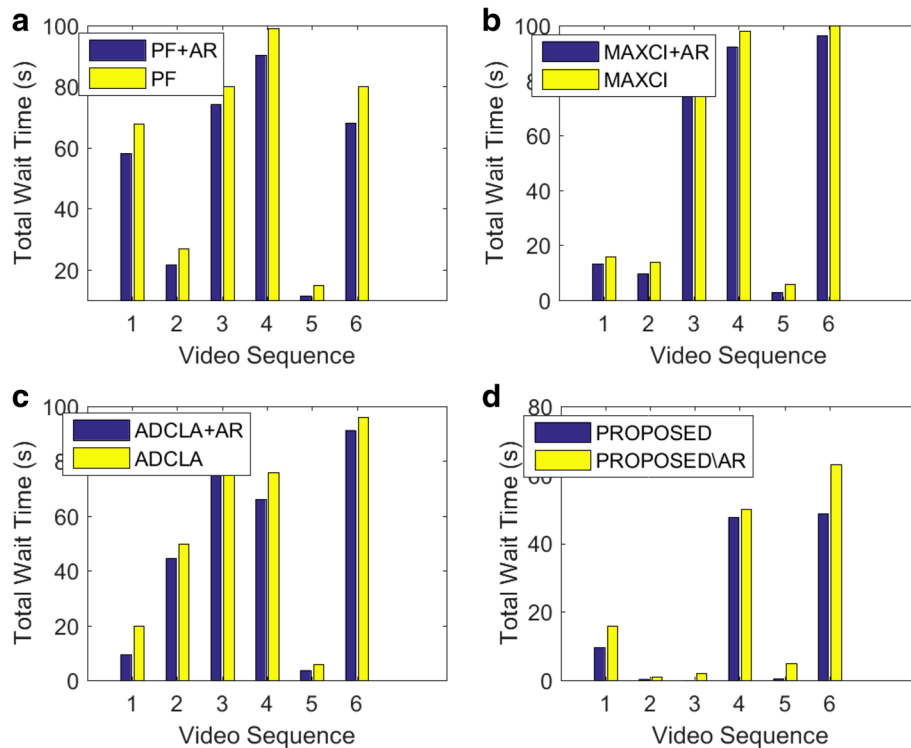 a
100
80
60
40
20
Total Wait Time (s)
PF+AR
PF
1 2 3 4 5 6
Video Sequence
b
100
80
60
40
20
0
Total Wait Time (s)
MAXCI+AR
MAXCI
1 2 3 4 5 6
Video Sequence
c
100
80
60
40
20
0
Total Wait Time (s)
ADCLA+AR
ADCLA
1 2 3 4 5 6
Video Sequence
d
80
60
40
20
0
Total Wait Time (s)
PROPOSED
PROPOSED\AR
1 2 3 4 5 6
Video Sequence